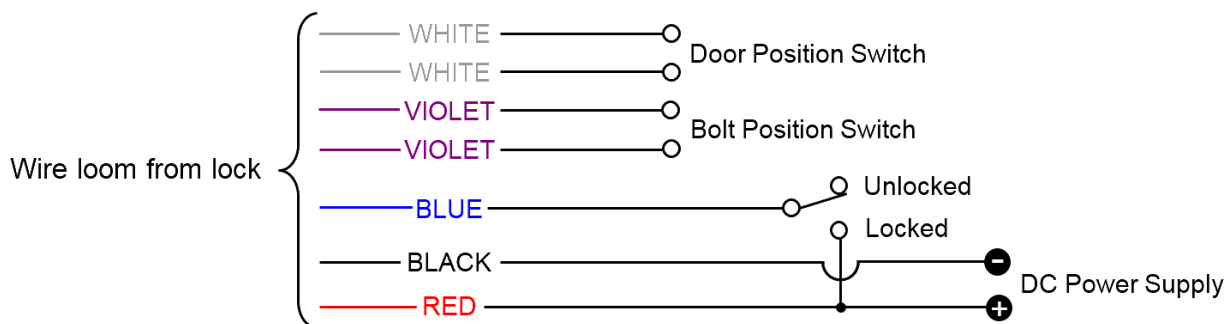 WHITE
Door Position Switch
WHITE
VIOLET
Bolt Position Switch
VIOLET
Wire loom from lock
Unlocked
BLUE
Locked
BLACK
-
DC Power Supply
RED
+